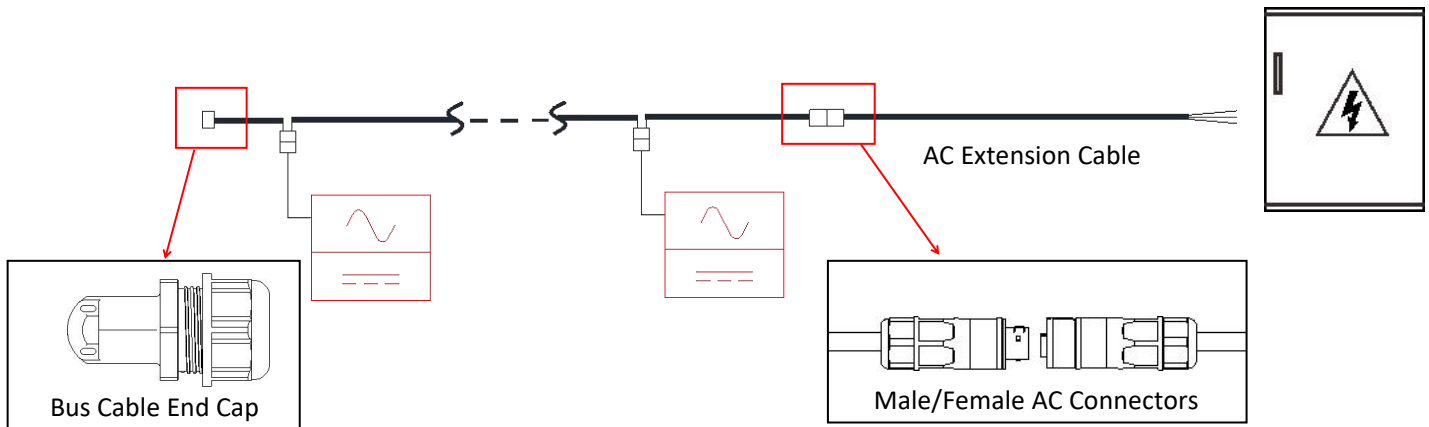 AC Extension Cable
Bus Cable End Cap
Male/Female AC Connectors